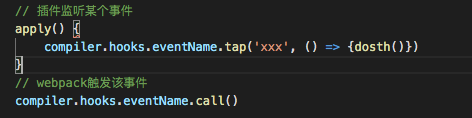 // 插件监听某个事件
apply() {
    compiler.hooks.eventName.tap('xxx', () => {dosth()})
}
// webpack触发该事件
compiler.hooks.eventName.call()